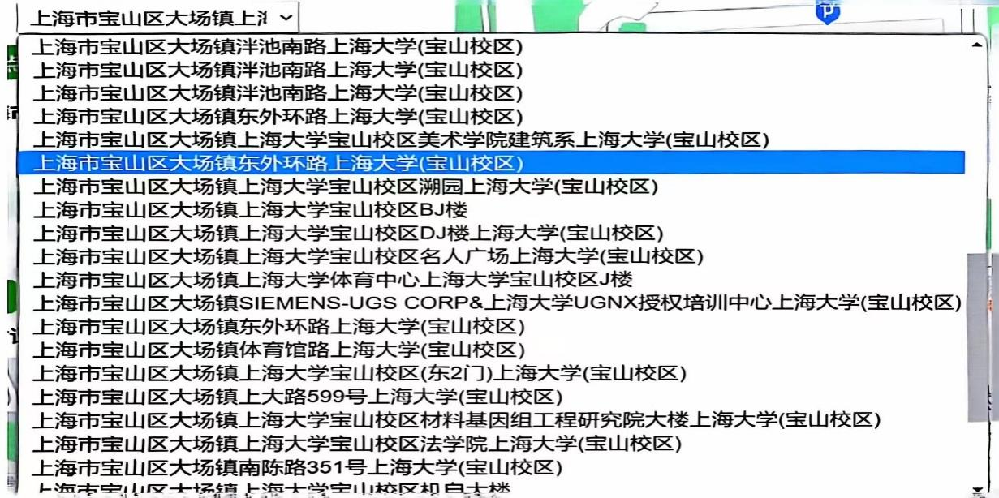 上海市宝山区大场镇上
上海市宝山区大场镇泮池南路上海大学(宝山校区)
上海市宝山区大场镇泮池南路上海大学(宝山校区)
上海市宝山区大场镇泮池南路上海大学(宝山校区)
上海市宝山区大场镇东外环路上海大学(宝山校区)
上海市宝山区大场镇上海大学宝山校区美术学院建筑系上海大学(宝山校区)
上海市宝山区大场镇东外环路上海大学(宝山校区)
上海市宝山区大场镇上海大学宝山校区溯园上海大学(宝山校区)
上海市宝山区大场镇上海大学宝山校区BJ楼
上海市宝山区大场镇上海大学宝山校区DJ楼上海大学(宝山校区)
上海市宝山区大场镇上海大学宝山校区名人广场上海大学(宝山校区)
上海市宝山区大场镇上海大学体育中心上海大学宝山校区J楼
上海市宝山区大场镇SIEMENS-UGS CORP&上海大学UGNX授权培训中心上海大学(宝山校区)
上海市宝山区大场镇东外环路上海大学(宝山校区)
上海市宝山区大场镇体育馆路上海大学(宝山校区)
上海市宝山区大场镇上海大学宝山校区(东2门)上海大学(宝山校区)
上海市宝山区大场镇上大路599号上海大学(宝山校区)
上海市宝山区大场镇上海大学宝山校区材料基因组工程研究院大楼上海大学(宝山校区)
上海市宝山区大场镇上海大学宝山校区法学院上海大学(宝山校区)
上海市宝山区大场镇南陈路351号上海大学(宝山校区)
上海市宝山区大场镇上海大学宝山校区机自大楼